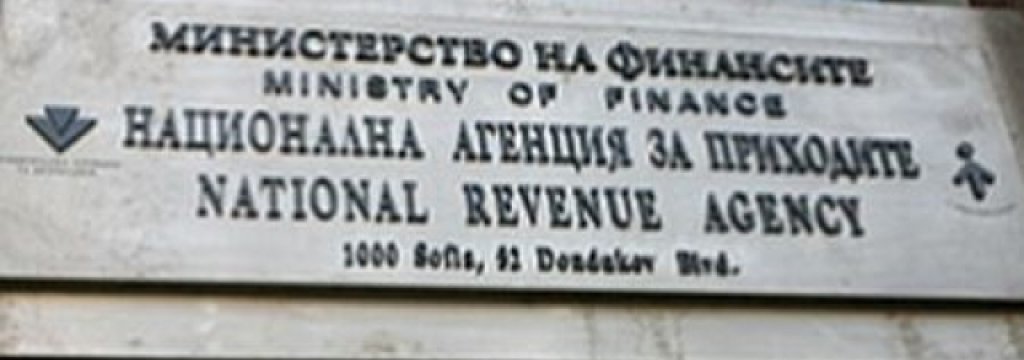 МИНИСТЕРСТВО НА ФИНАНСИТЕ
MINISTRY OF FINANCE
НАЦИОНАЛНА АГЕНЦИЯ ЗА ПРИХОДИТЕ
NATIONAL REVENUE AGENCY
1000 Sofia, 52 Dondukov Blvd.